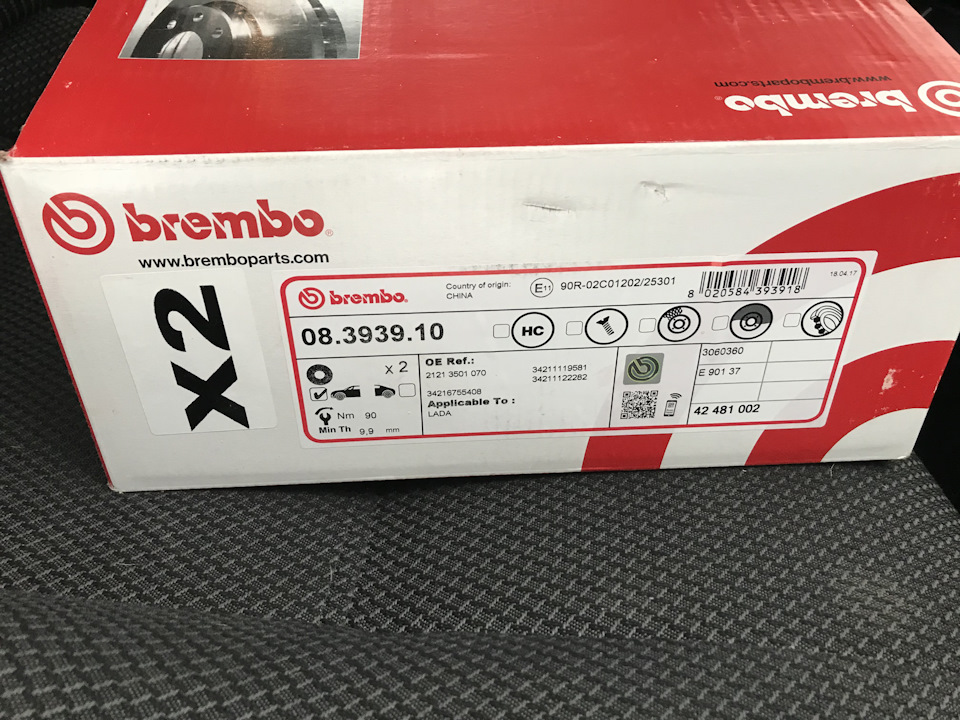 www.bremboparts.com
brembo
brembo
www.bremboparts.com
X2
brembo
Country of origin:
CHINA
E11
90R-02C01202/25301
18.04.17
8 020584 393918
08.3939.10
HC
x 2
OE Ref.:
2121 3501 070
34211119581
34211122282
34216755408
Applicable To :
LADA
Nm 90
Min Th 9,9 mm
3060360
E 901 37
42 481 002